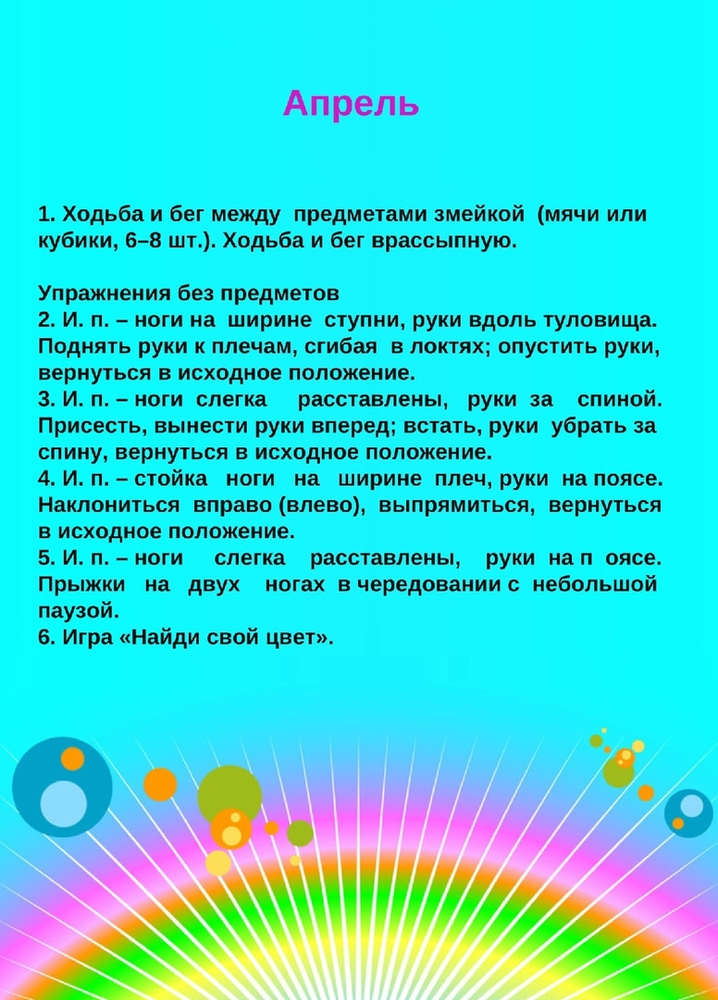 Апрель
1. Ходьба и бег между предметами змейкой (мячи или
кубики, 6–8 шт.). Ходьба и бег врассыпную.
Упражнения без предметов
2. И. п. – ноги на ширине ступни, руки вдоль туловища.
Поднять руки к плечам, сгибая в локтях; опустить руки,
вернуться в исходное положение.
3. И. п. – ноги слегка расставлены, руки за спиной.
Присесть, вынести руки вперед; встать, руки убрать за
спину, вернуться в исходное положение.
4. И. п. – стойка ноги на ширине плеч, руки на поясе.
Наклониться вправо (влево), выпрямиться, вернуться
в исходное положение.
5. И. п. – ноги слегка расставлены, руки на п оясе.
Прыжки на двух ногах в чередовании с небольшой
паузой.
6. Игра «Найди свой цвет».